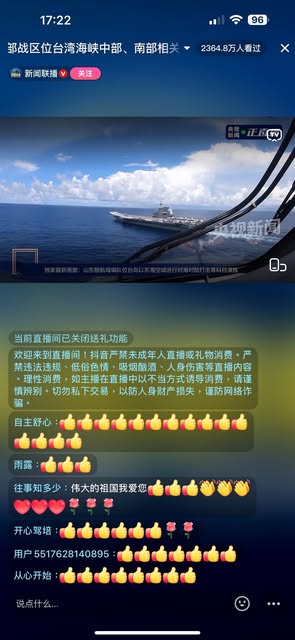 17:22
96
部战区位台湾海峡中部、南部相关
2364.8万人看过
新闻联播
关注
央视
新闻
正直播
TV
央视新闻
独家最新画面：山东舰航母编队位台岛以东海空域进行对海对陆打击等科目演练
当前直播间已关闭送礼功能
欢迎来到直播间！抖音严禁未成年人直播或礼物消费。严
禁违法违规、低俗色情、吸烟酗酒、人身伤害等直播内
容。理性消费，如主播在直播中以不当方式诱导消费，请谨
慎辨别。切勿私下交易，以防人身财产损失，谨防网络诈
骗。
自主舒心：👍👍👍👍👍👍👍👍👍
👍👍👍👍
雨露：👍👍👍
往事知多少：伟大的祖国我爱您👍👍👍👏👏👏
❤️❤️❤️🌹🌹🌹
开心驾培：👍👍👍👍👍👍🌹🌹
用户5517628140895：👍👍👍👍👍👍👍
从心开始：👍👍👍👍👍👍👍👍
说点什么...